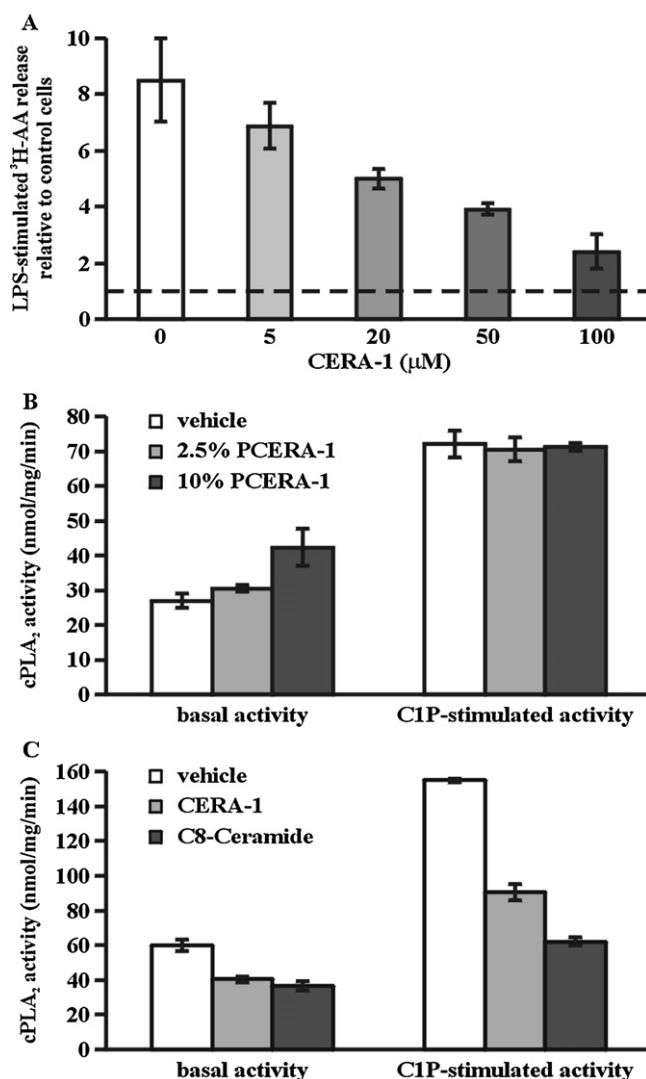 A
LPS-stimulated ³H-AA release
relative to control cells
10
8
6
4
2
0
0 5 20 50 100
CERA-1 (μM)
B
cPLA₂ activity (nmol/mg/min)
80
70
60
50
40
30
20
10
0
vehicle
2.5% PCERA-1
10% PCERA-1
basal activity C1P-stimulated activity
C
cPLA₂ activity (nmol/mg/min)
160
140
120
100
80
60
40
20
0
vehicle
CERA-1
C8-Ceramide
basal activity C1P-stimulated activity